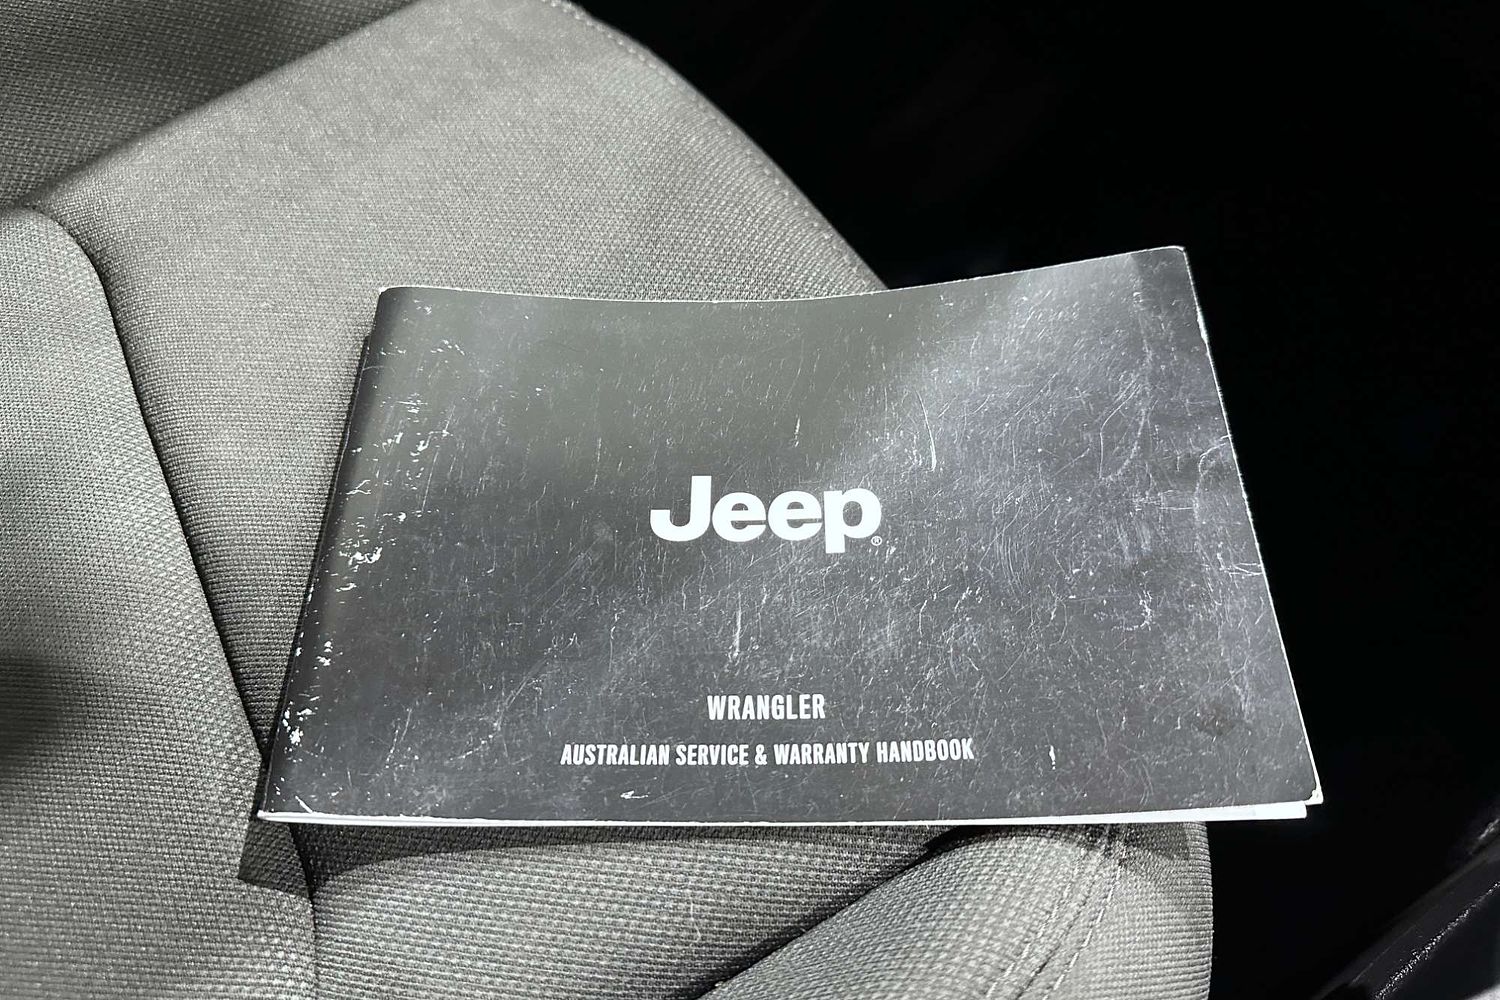 Jeep®
WRANGLER
AUSTRALIAN SERVICE & WARRANTY HANDBOOK